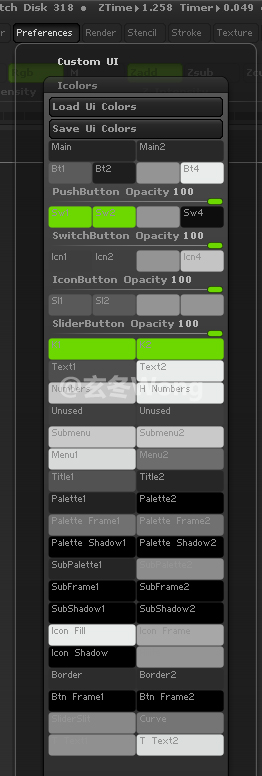 tch Disk 318 ● ZTime▸1.258 Timer▸0.049
Preferences Render Stencil Stroke Texture
Custom UI
Rgb M Zadd Zsub
ensity
Icolors
Load Ui Colors
Save Ui Colors
Main Main2
Bt1 Bt2 Bt4
PushButton Opacity 100
Sw1 Sw2 Sw4
SwitchButton Opacity 100
Icn1 Icn2 Icn4
IconButton Opacity 100
Sl1 Sl2
SliderButton Opacity 100
Text1 Text2
Numbers H Numbers
Unused Unused
Submenu Submenu2
Menu1 Menu2
Title1 Title2
Palette1 Palette2
Palette Frame1 Palette Frame2
Palette Shadow1 Palette Shadow2
SubPalette1 SubPalette2
SubFrame1 SubFrame2
SubShadow1 SubShadow2
Icon Fill Icon Frame
Icon Shadow
Border Border2
Btn Frame1 Btn Frame2
SliderSlit Curve
T Text2